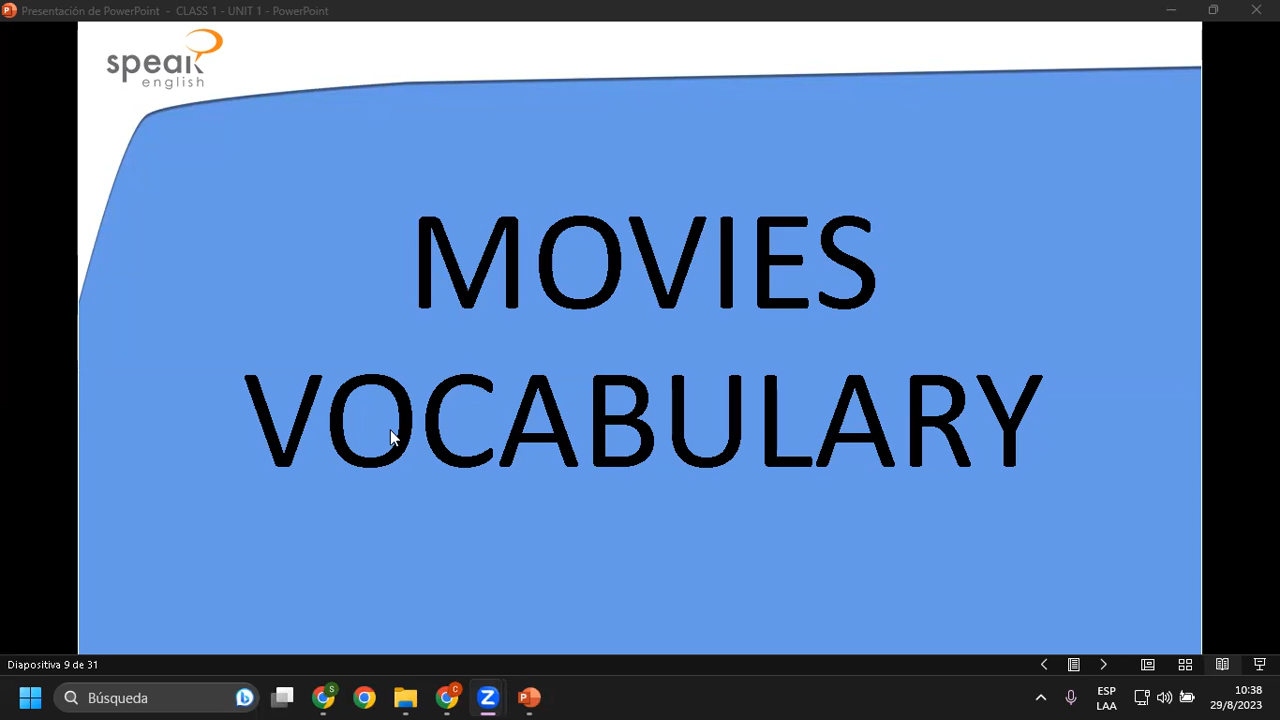 Presentación de PowerPoint - CLASS 1 - UNIT 1 - PowerPoint
speak
english
MOVIES
VOCABULARY
Diapositiva 9 de 31
Búsqueda
S
C
ESP
LAA
10:38
29/8/2023